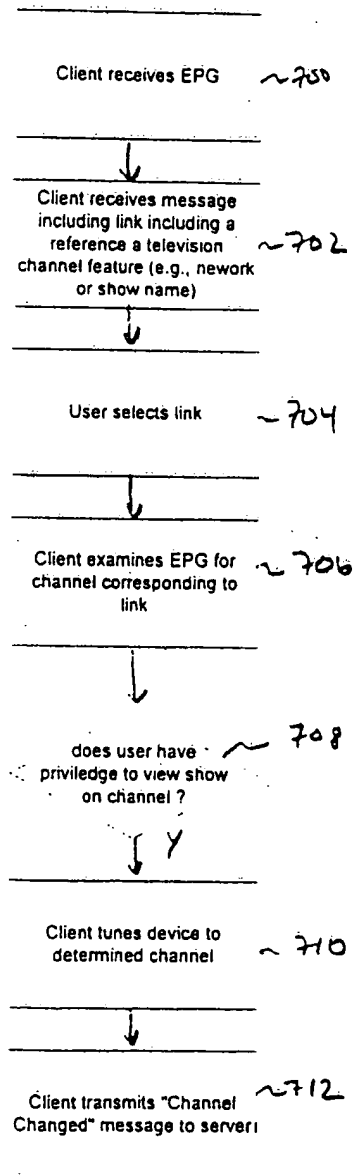 Client receives EPG ~700
Client receives message
including link including a
reference a television ~702
channel feature (e.g., nework
or show name)
User selects link ~704
Client examines EPG for ~706
channel corresponding to
link
does user have 708
priviledge to view show
on channel ?
Y
Client tunes device to
determined channel ~710
Client transmits "Channel ~712
Changed" message to server